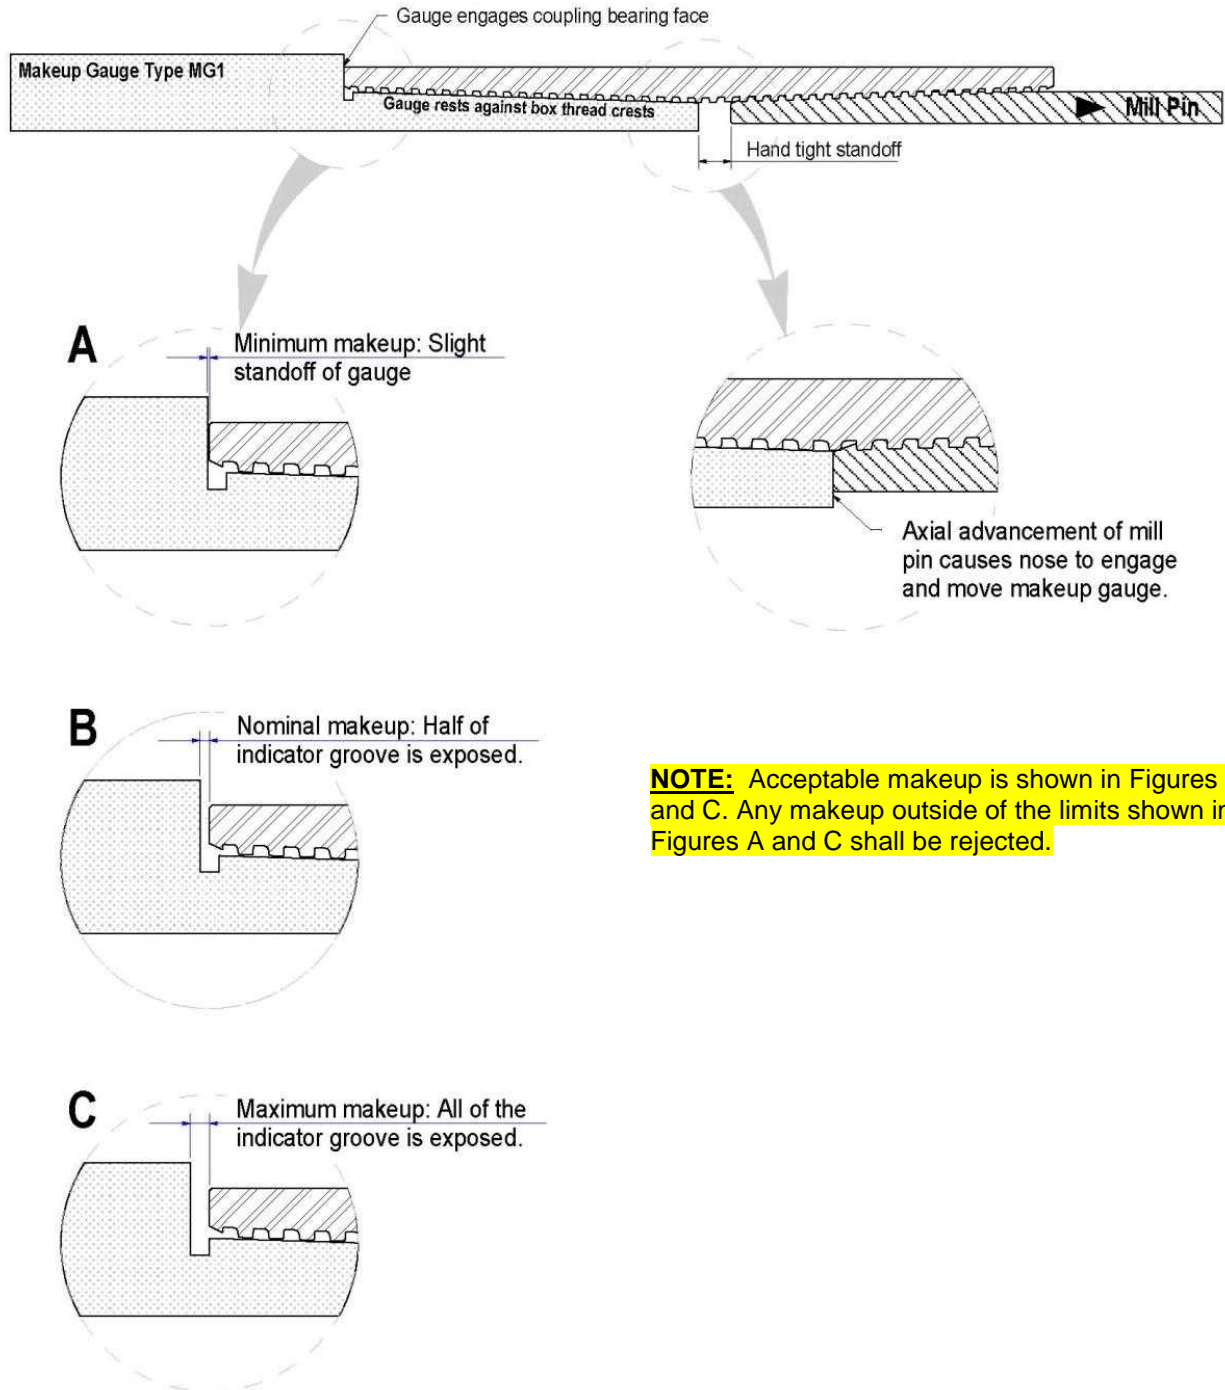 Gauge engages coupling bearing face
Makeup Gauge Type MG1
Gauge rests against box thread crests
Mill Pin
Hand tight standoff
A
Minimum makeup: Slight
standoff of gauge
Axial advancement of mill
pin causes nose to engage
and move makeup gauge.
B
Nominal makeup: Half of
indicator groove is exposed.
NOTE: Acceptable makeup is shown in Figures
and C. Any makeup outside of the limits shown in
Figures A and C shall be rejected.
C
Maximum makeup: All of the
indicator groove is exposed.